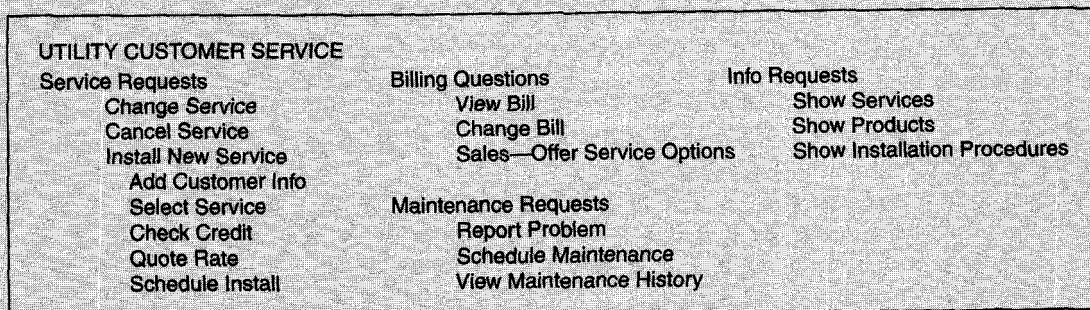 UTILITY CUSTOMER SERVICE
Service Requests
Change Service
Cancel Service
Install New Service
Add Customer Info
Select Service
Check Credit
Quote Rate
Schedule Install
Billing Questions
View Bill
Change Bill
Sales—Offer Service Options
Maintenance Requests
Report Problem
Schedule Maintenance
View Maintenance History
Info Requests
Show Services
Show Products
Show Installation Procedures